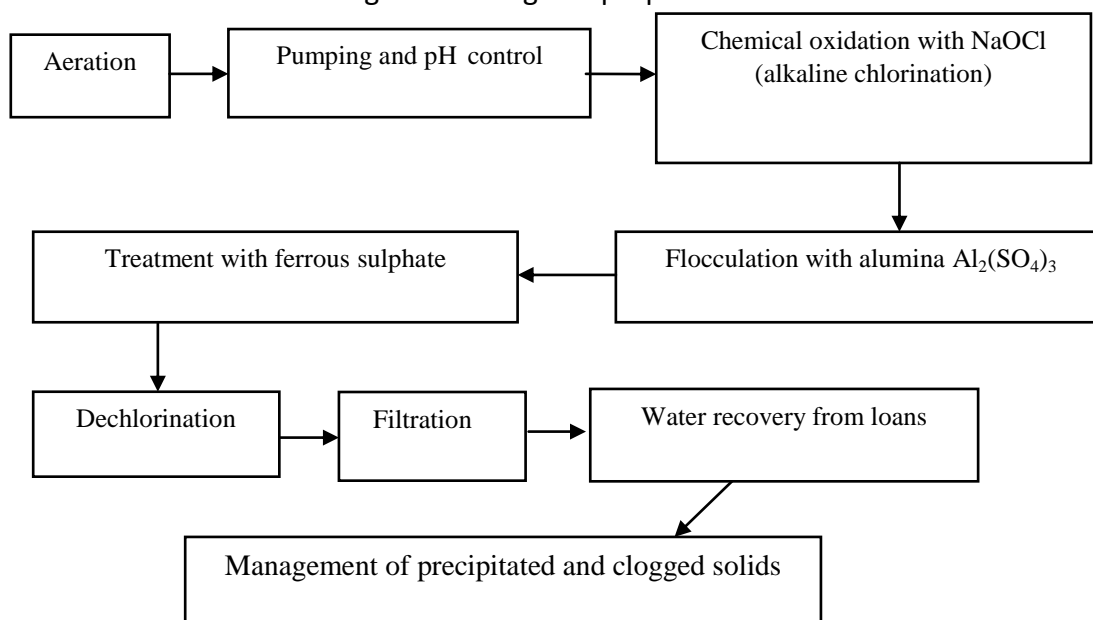 Aeration
Pumping and pH control
Chemical oxidation with NaOCl
(alkaline chlorination)
Treatment with ferrous sulphate
Flocculation with alumina Al₂(SO₄)₃
Dechlorination
Filtration
Water recovery from loans
Management of precipitated and clogged solids